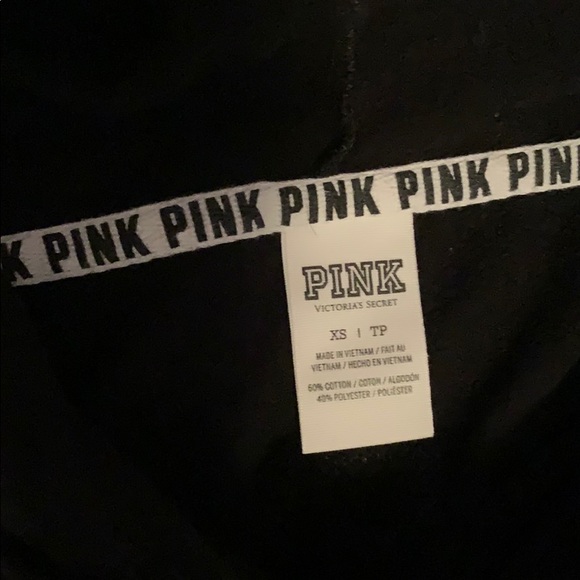 K PINK PINK PINK PINK PIN
PINK
VICTORIA'S SECRET
XS | TP
MADE IN VIETNAM / FAIT AU
VIETNAM / HECHO EN VIETNAM
60% COTTON / COTON / ALGODÓN
40% POLYESTER / POLIÉSTER